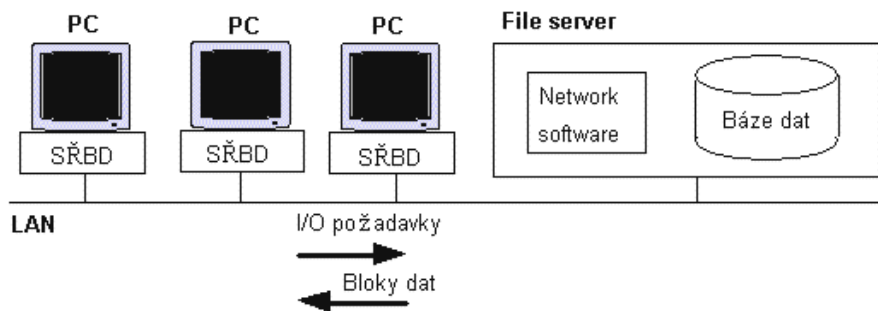 PC PC PC File server
Network
software
Báze dat
SŘBD SŘBD SŘBD
LAN
I/O požadavky
Bloky dat